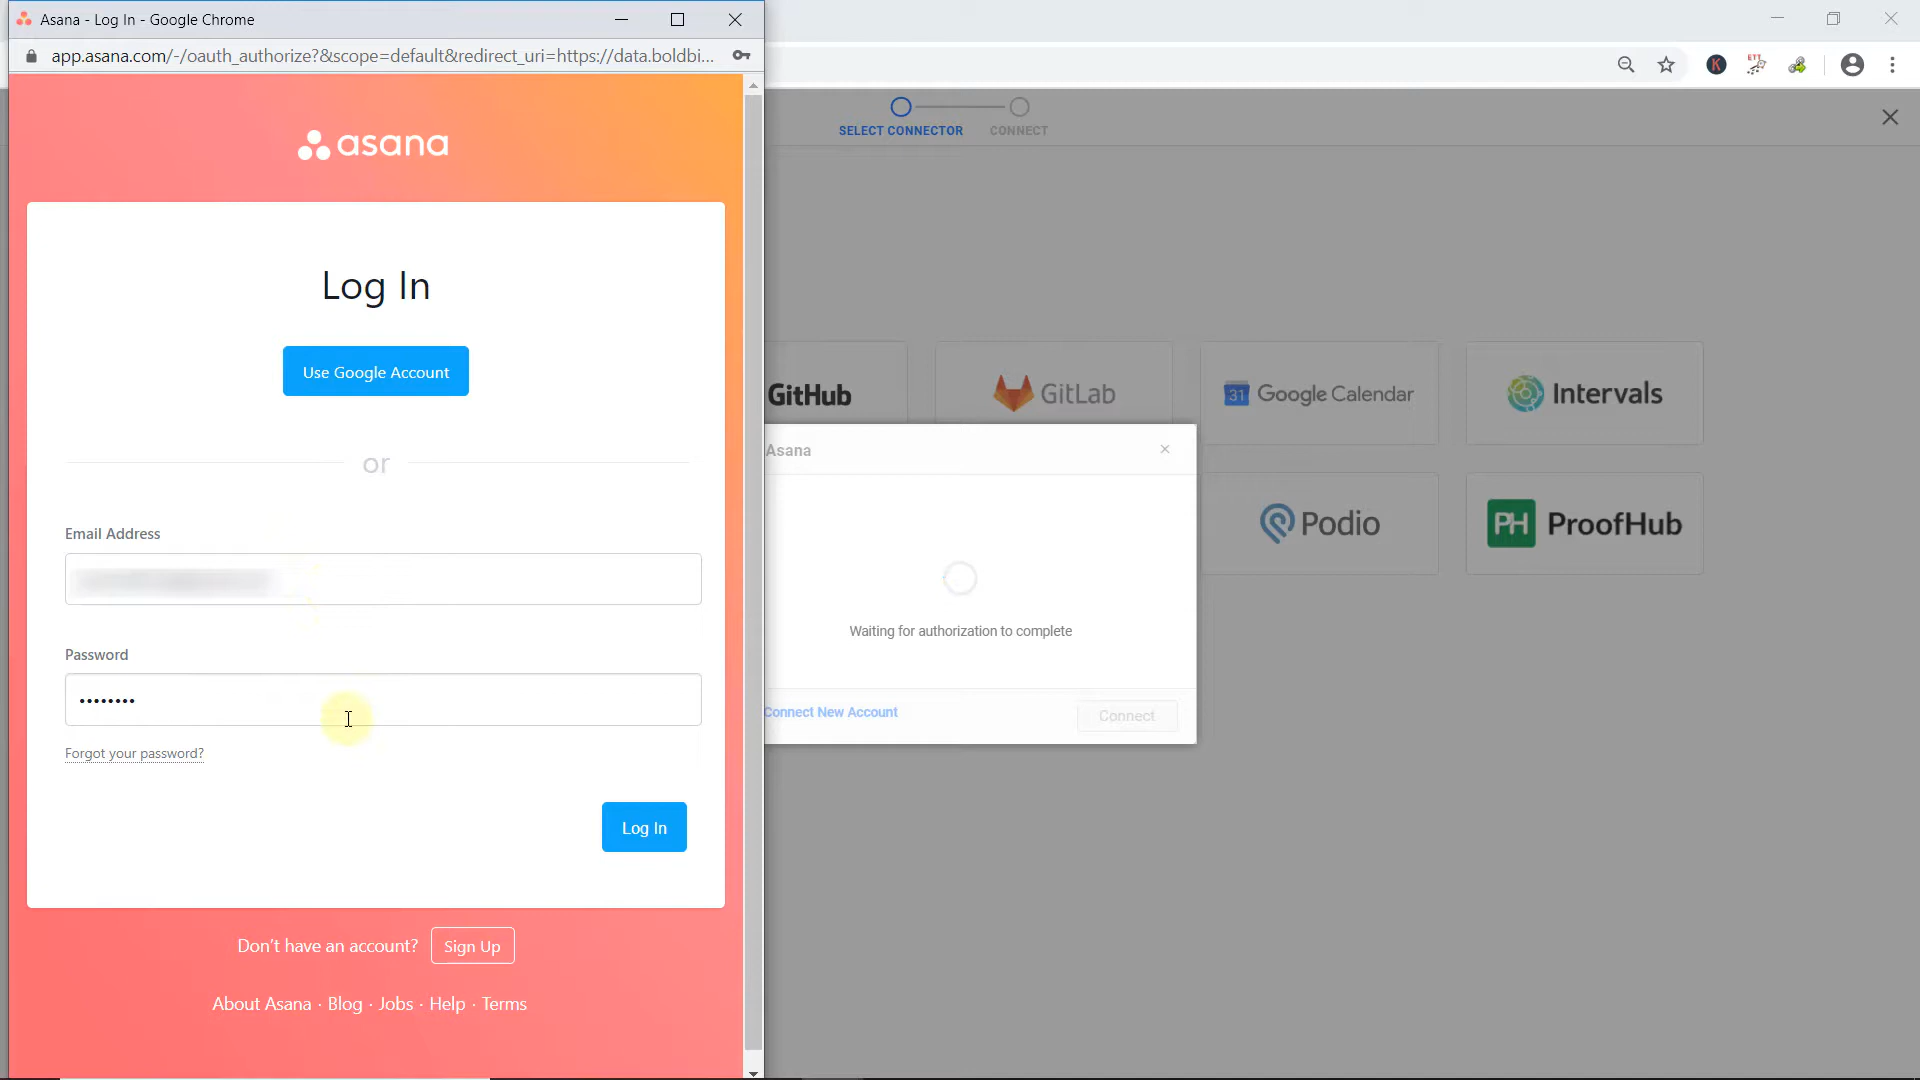 Asana - Log In - Google Chrome
app.asana.com/-/oauth_authorize?&scope=default&redirect_uri=https://data.boldbi...
asana
Log In
Use Google Account
or
Email Address
Password
••••••••
Forgot your password?
Log In
Don't have an account? Sign Up
About Asana · Blog · Jobs · Help · Terms
SELECT CONNECTOR CONNECT
GitHub
GitLab
31 Google Calendar
Intervals
Asana
Waiting for authorization to complete
Connect New Account
Connect
Podio
PH ProofHub
K
ETT